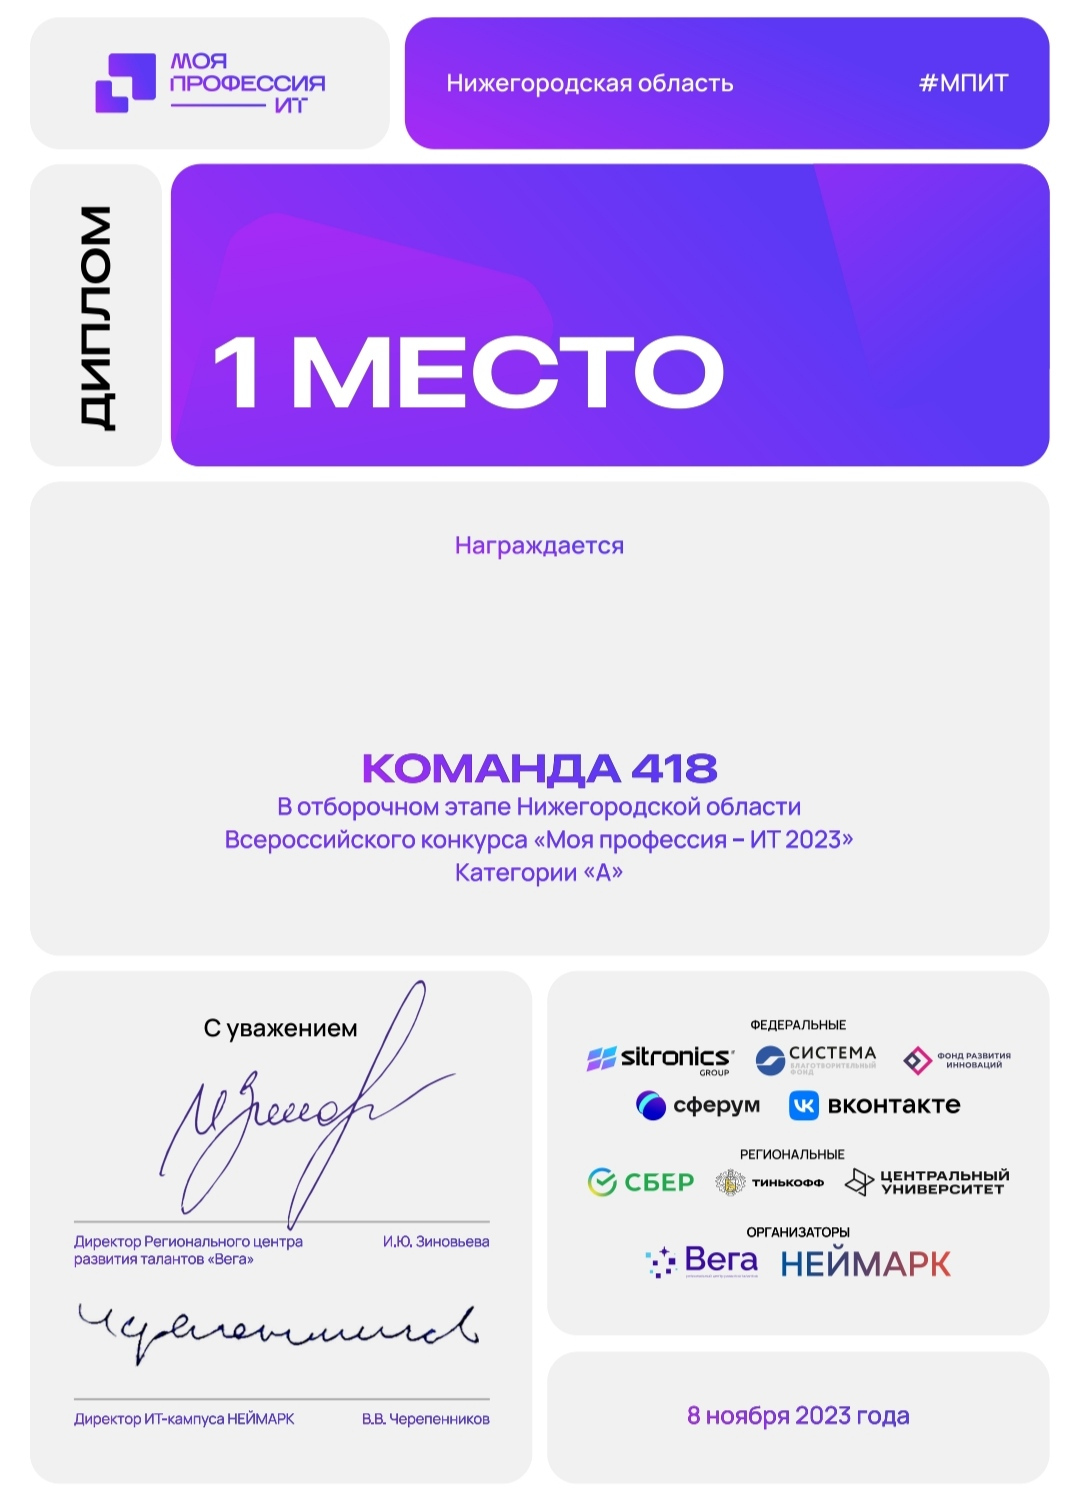 МОЯ
ПРОФЕССИЯ
ИТ
Нижегородская область
#МПИТ
ДИПЛОМ
1 МЕСТО
Награждается
КОМАНДА 418
В отборочном этапе Нижегородской области
Всероссийского конкурса «Моя профессия – ИТ 2023»
Категории «А»
С уважением
Директор Регионального центра
развития талантов «Вега»
И.Ю. Зиновьева
Директор ИТ-кампуса НЕЙМАРК
В.В. Черепенников
ФЕДЕРАЛЬНЫЕ
sitronics
GROUP
СИСТЕМА
БЛАГОТВОРИТЕЛЬНЫЙ
ФОНД
ФОНД РАЗВИТИЯ
ИННОВАЦИЙ
сферум
вконтакте
РЕГИОНАЛЬНЫЕ
СБЕР
ТИНЬКОФФ
ЦЕНТРАЛЬНЫЙ
УНИВЕРСИТЕТ
ОРГАНИЗАТОРЫ
Вега
НЕЙМАРК
8 ноября 2023 года